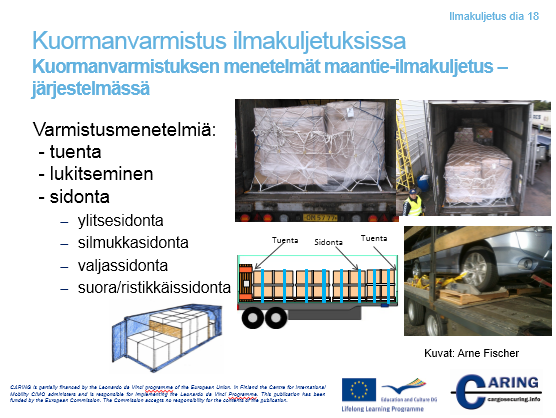 Ilmakuljetus dia 18
Kuormanvarmistus ilmakuljetuksissa
Kuormanvarmistuksen menetelmät maantie-ilmakuljetus –
järjestelmässä
Varmistusmenetelmiä:
- tuenta
- lukitseminen
- sidonta
– ylitsesidonta
– silmukkasidonta
– valjassidonta
– suora/ristikkäissidonta
Tuenta
Sidonta
Tuenta
Kuvat: Arne Fischer
CARING is partially financed by the Leonardo da Vinci programme of the European Union. In Finland the Centre for International
Mobility CIMO administers and is responsible for implementing the Leonardo da Vinci Programme. This publication has been
funded by the European Commission. The Commission accepts no responsibility for the contents of the publication.
Education and Culture DG
Lifelong Learning Programme
CARING
cargosecuring.info